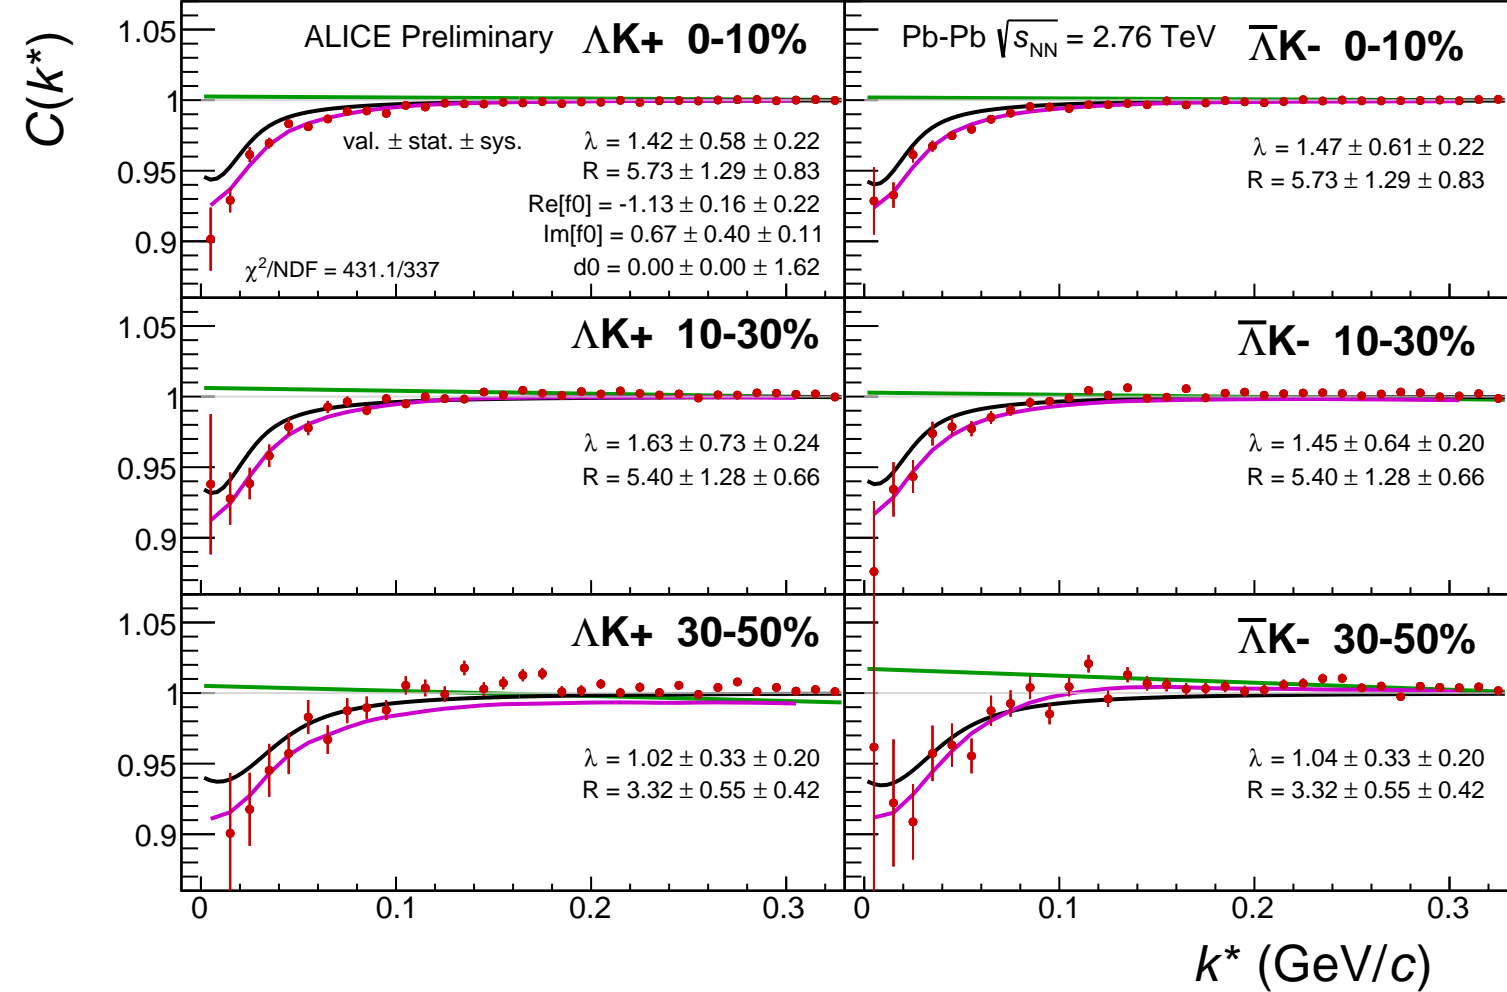 C(k*)
1.05
1
0.95
0.9
ALICE Preliminary ΛK+ 0-10%
val. ± stat. ± sys.
λ = 1.42 ± 0.58 ± 0.22
R = 5.73 ± 1.29 ± 0.83
Re[f0] = -1.13 ± 0.16 ± 0.22
Im[f0] = 0.67 ± 0.40 ± 0.11
χ²/NDF = 431.1/337
d0 = 0.00 ± 0.00 ± 1.62
Pb-Pb √s_NN = 2.76 TeV Λ̅K- 0-10%
λ = 1.47 ± 0.61 ± 0.22
R = 5.73 ± 1.29 ± 0.83
1.05
1
0.95
0.9
ΛK+ 10-30%
λ = 1.63 ± 0.73 ± 0.24
R = 5.40 ± 1.28 ± 0.66
Λ̅K- 10-30%
λ = 1.45 ± 0.64 ± 0.20
R = 5.40 ± 1.28 ± 0.66
1.05
1
0.95
0.9
ΛK+ 30-50%
λ = 1.02 ± 0.33 ± 0.20
R = 3.32 ± 0.55 ± 0.42
Λ̅K- 30-50%
λ = 1.04 ± 0.33 ± 0.20
R = 3.32 ± 0.55 ± 0.42
0 0.1 0.2 0.3 0 0.1 0.2 0.3
k* (GeV/c)